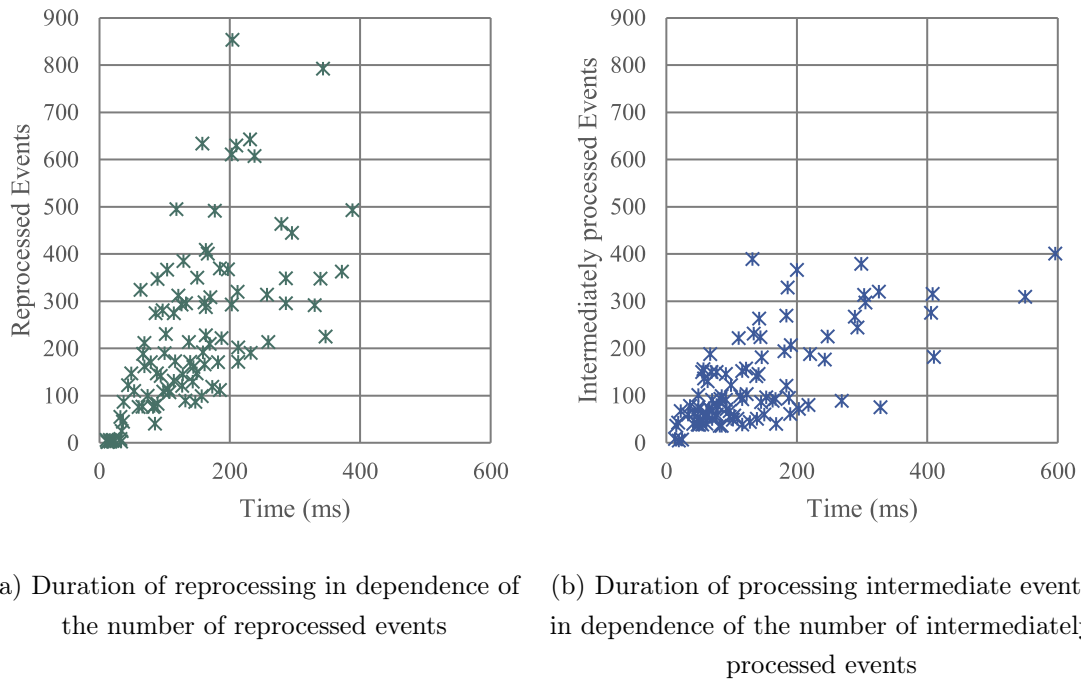 900
800
700
600
500
400
300
200
100
0
Reprocessed Events
0 200 400 600
Time (ms)
900
800
700
600
500
400
300
200
100
0
Intermediately processed Events
0 200 400 600
Time (ms)
a) Duration of reprocessing in dependence of
the number of reprocessed events
(b) Duration of processing intermediate event
in dependence of the number of intermediatel
processed events